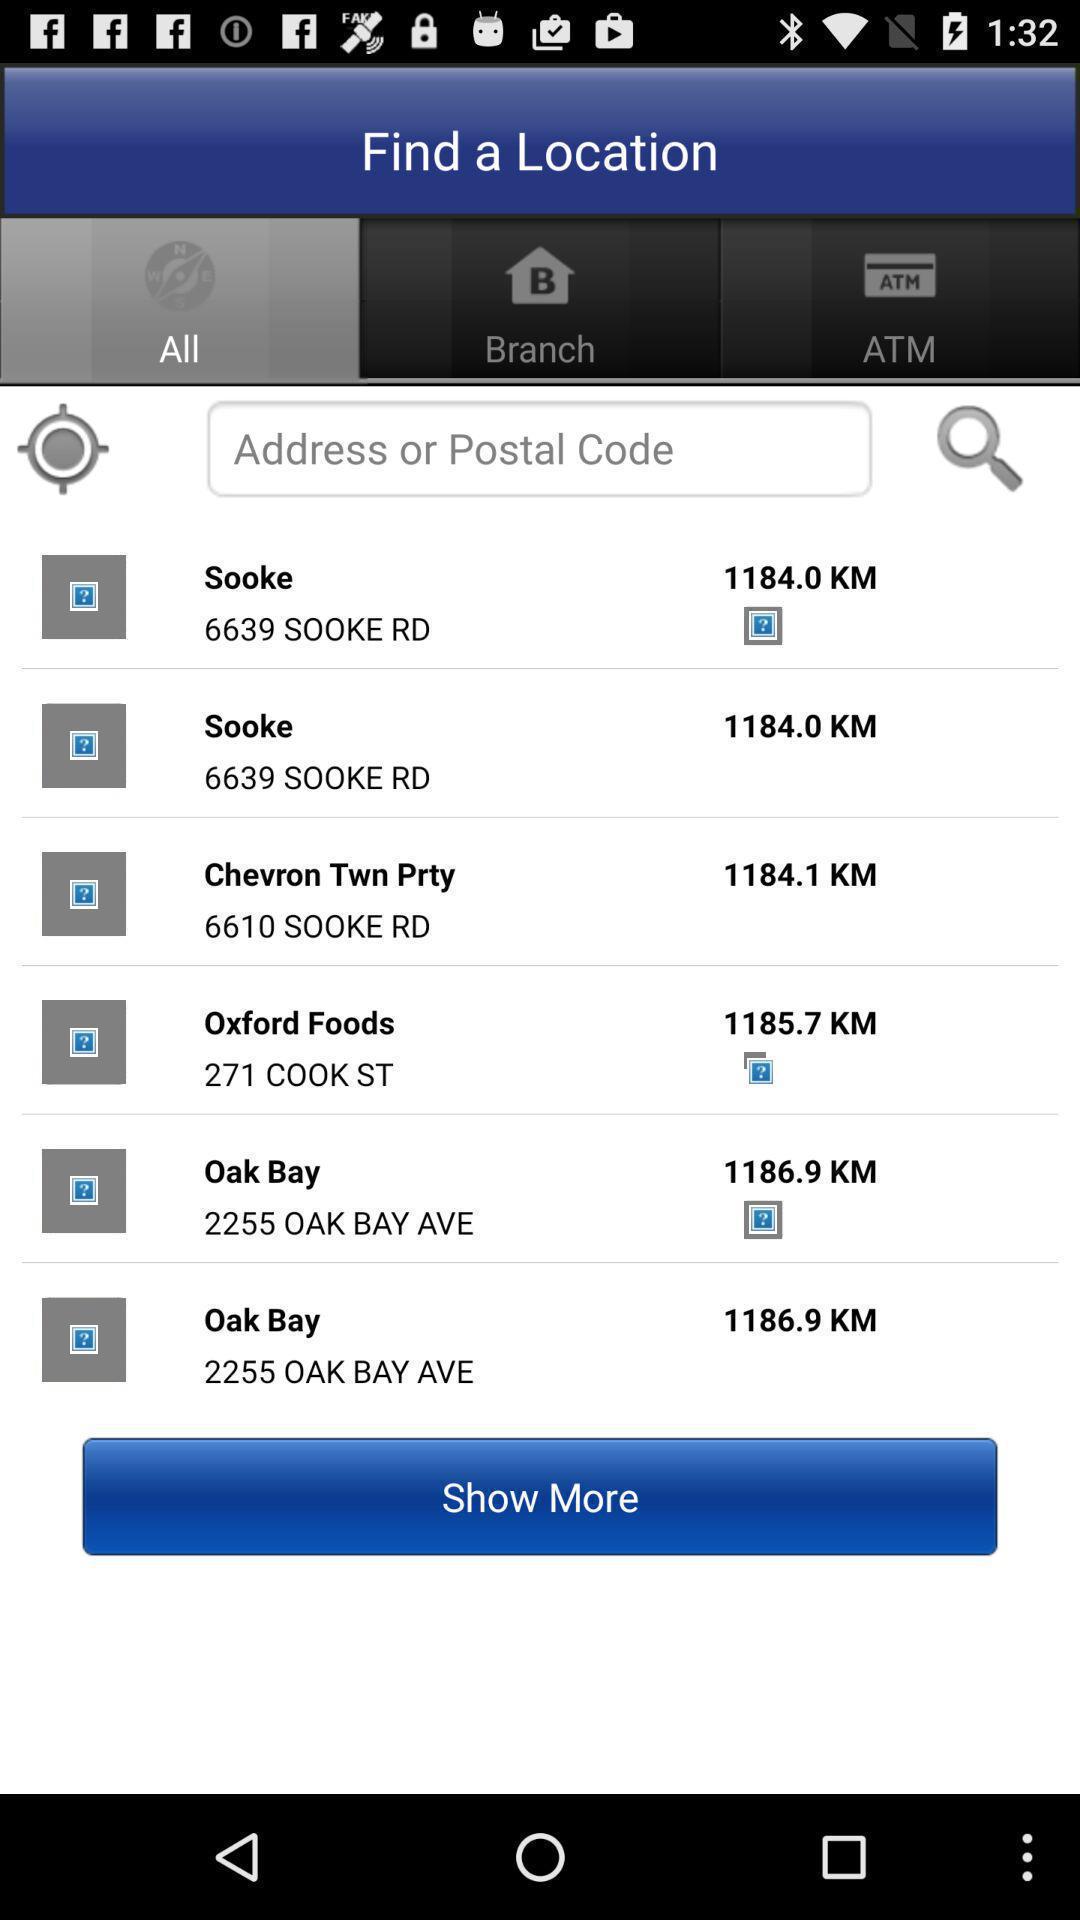 FAKE
1:32
Find a Location
N
W E
S
B
ATM
All
Branch
ATM
Address or Postal Code
Sooke
1184.0 KM
6639 SOOKE RD
Sooke
1184.0 KM
6639 SOOKE RD
Chevron Twn Prty
1184.1 KM
6610 SOOKE RD
Oxford Foods
1185.7 KM
271 COOK ST
Oak Bay
1186.9 KM
2255 OAK BAY AVE
Oak Bay
1186.9 KM
2255 OAK BAY AVE
Show More